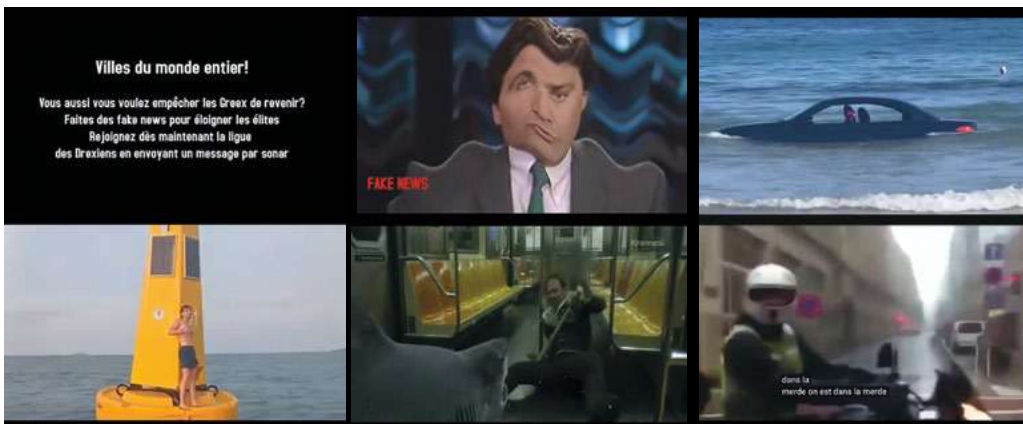 Villes du monde entier!
Vous aussi vous voulez empêcher les Greex de revenir?
Faites des fake news pour éloigner les élites
Rejoignez dès maintenant la ligue
des Drexiens en envoyant un message par sonar
FAKE NEWS
dans la
merde on est dans la merde